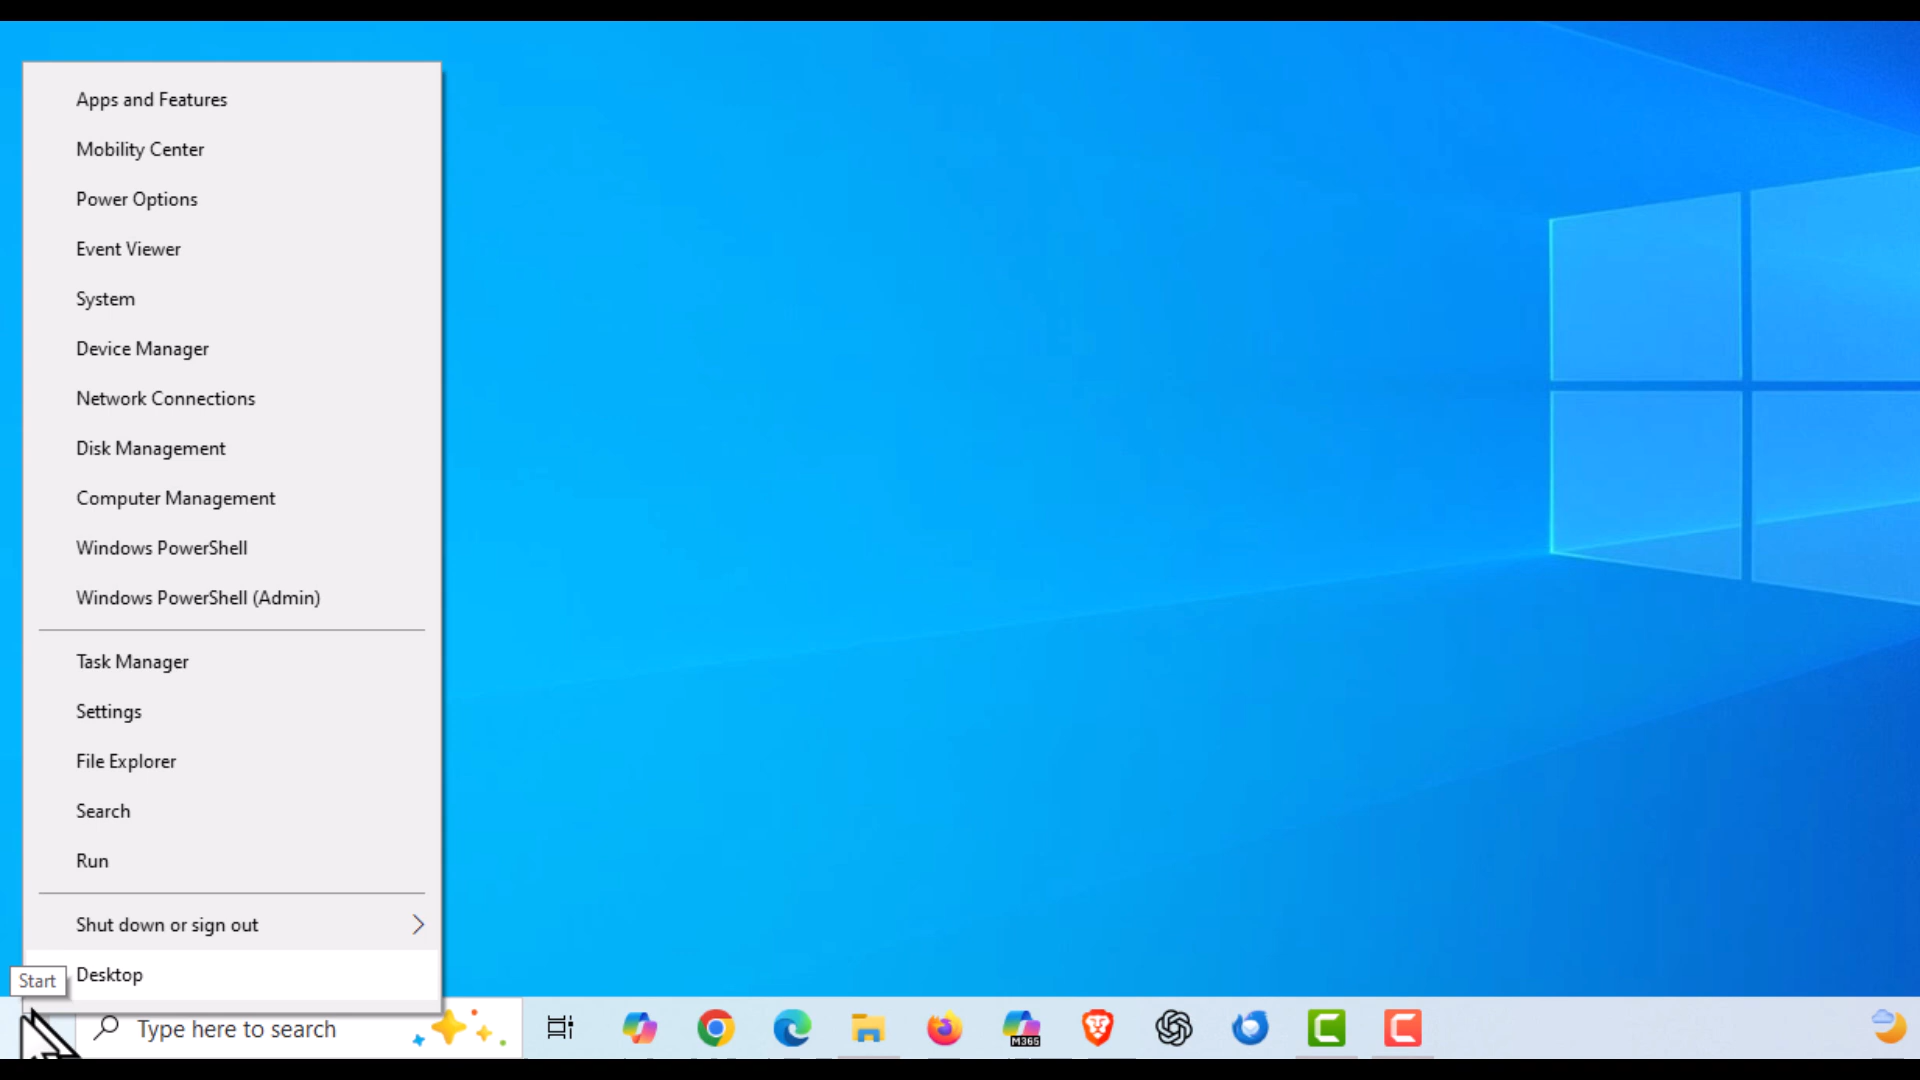 Apps and Features
Mobility Center
Power Options
Event Viewer
System
Device Manager
Network Connections
Disk Management
Computer Management
Windows PowerShell
Windows PowerShell (Admin)
Task Manager
Settings
File Explorer
Search
Run
Shut down or sign out
Desktop
Start
Type here to search
M365